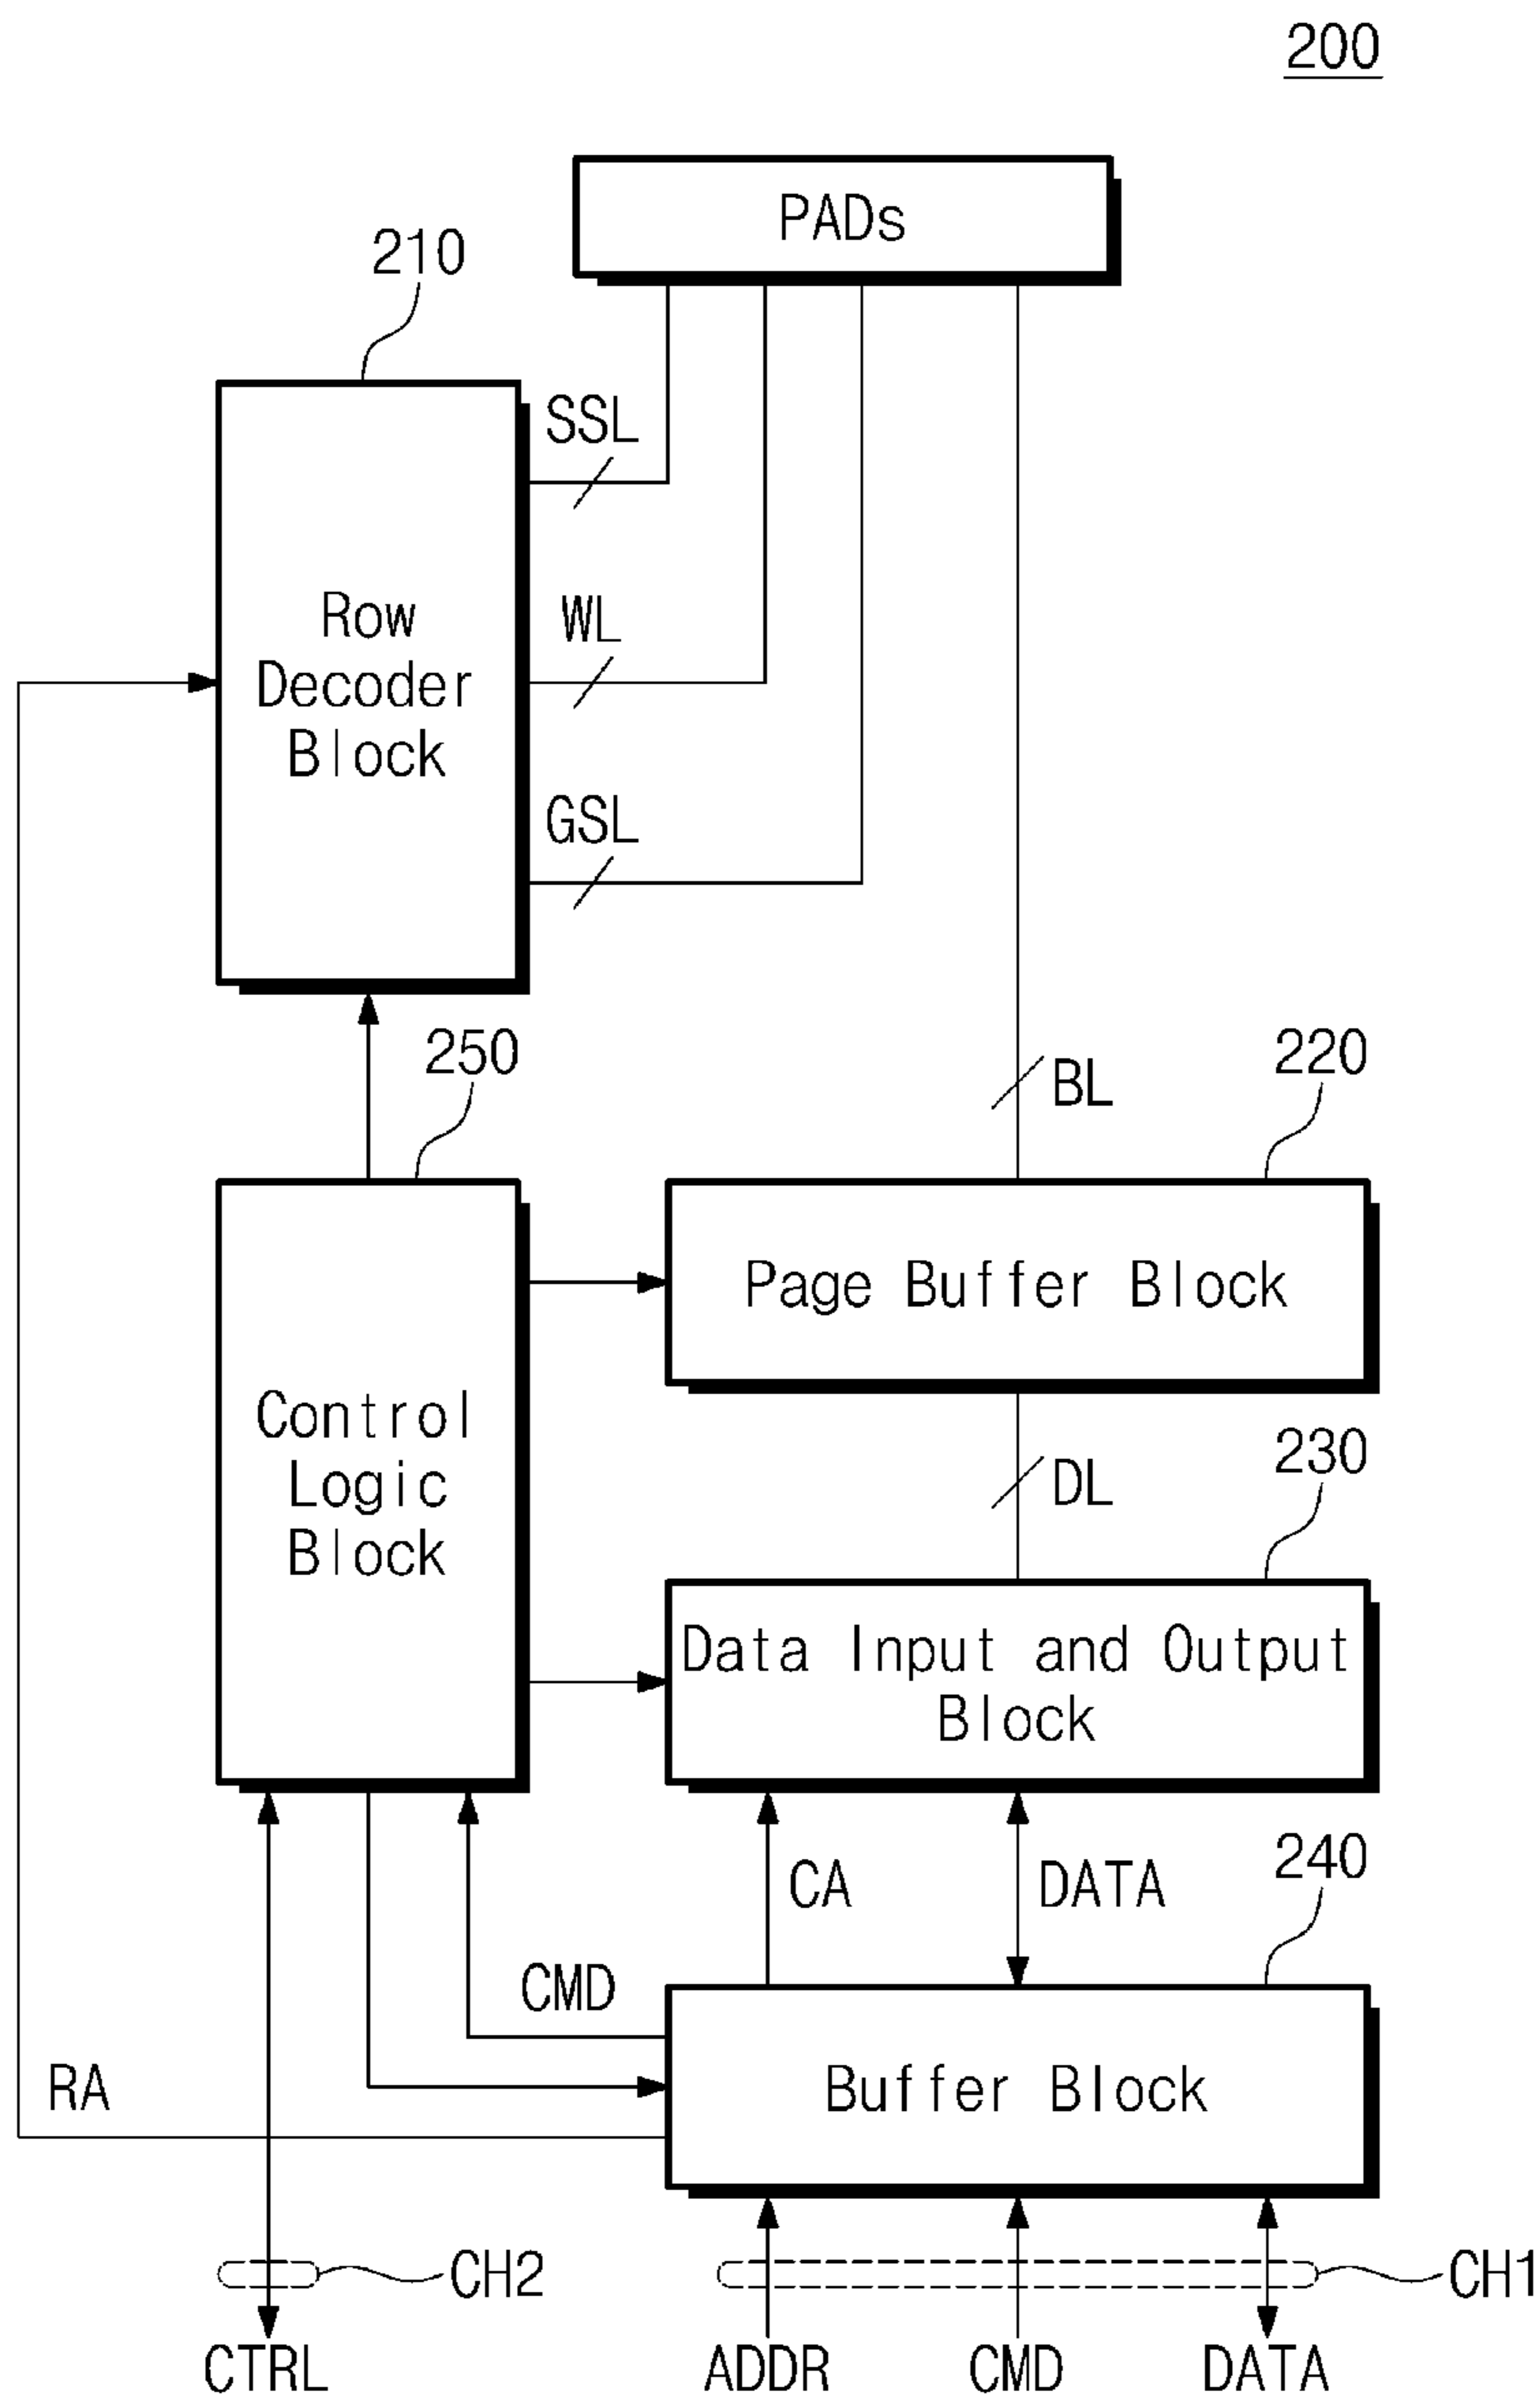 200
PADs
210
SSL
Row
Decoder
Block
WL
GSL
250
BL
220
Page Buffer Block
Control
Logic
Block
DL
230
Data Input and Output
Block
CA
DATA
240
CMD
Buffer Block
RA
CH2
CH1
CTRL
ADDR
CMD
DATA